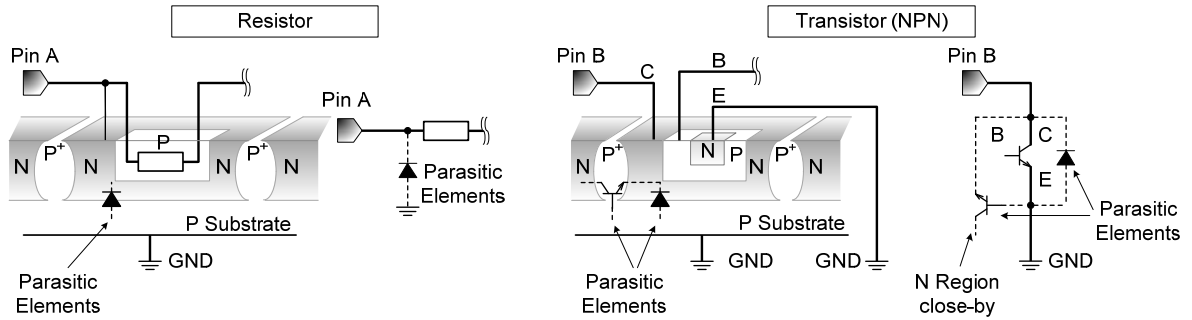 Resistor
Pin A
N
P+
N
P
N
P+
N
Parasitic
Elements
P Substrate
GND
Pin A
Parasitic
Elements
Transistor (NPN)
Pin B
C
B
E
N
P+
N
N
P
N
P+
N
P Substrate
GND
GND
Parasitic
Elements
Pin B
B
C
E
Parasitic
Elements
GND
N Region
close-by